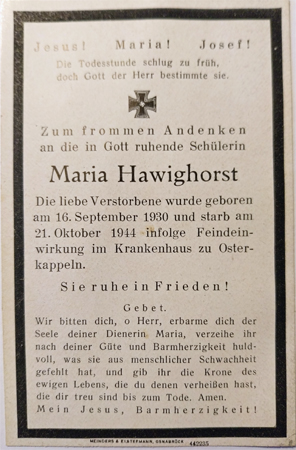 Jesus! Maria! Josef!
Die Todesstunde schlug zu früh,
doch Gott der Herr bestimmte sie.
Zum frommen Andenken
an die in Gott ruhende Schülerin
Maria Hawighorst
Die liebe Verstorbene wurde geboren
am 16. September 1930 und starb am
21. Oktober 1944 infolge Feindein-
wirkung im Krankenhaus zu Oster-
kappeln.
Sie ruhe in Frieden!
Gebet.
Wir bitten dich, o Herr, erbarme dich der
Seele deiner Dienerin Maria, verzeihe ihr
nach deiner Güte und Barmherzigkeit huld-
voll, was sie aus menschlicher Schwachheit
gefehlt hat, und gib ihr die Krone des
ewigen Lebens, die du denen verheißen hast,
die dir treu sind bis zum Tode. Amen.
Mein Jesus, Barmherzigkeit!
MEINDERS & ELSTERMANN, OSNABRÜCK 442235